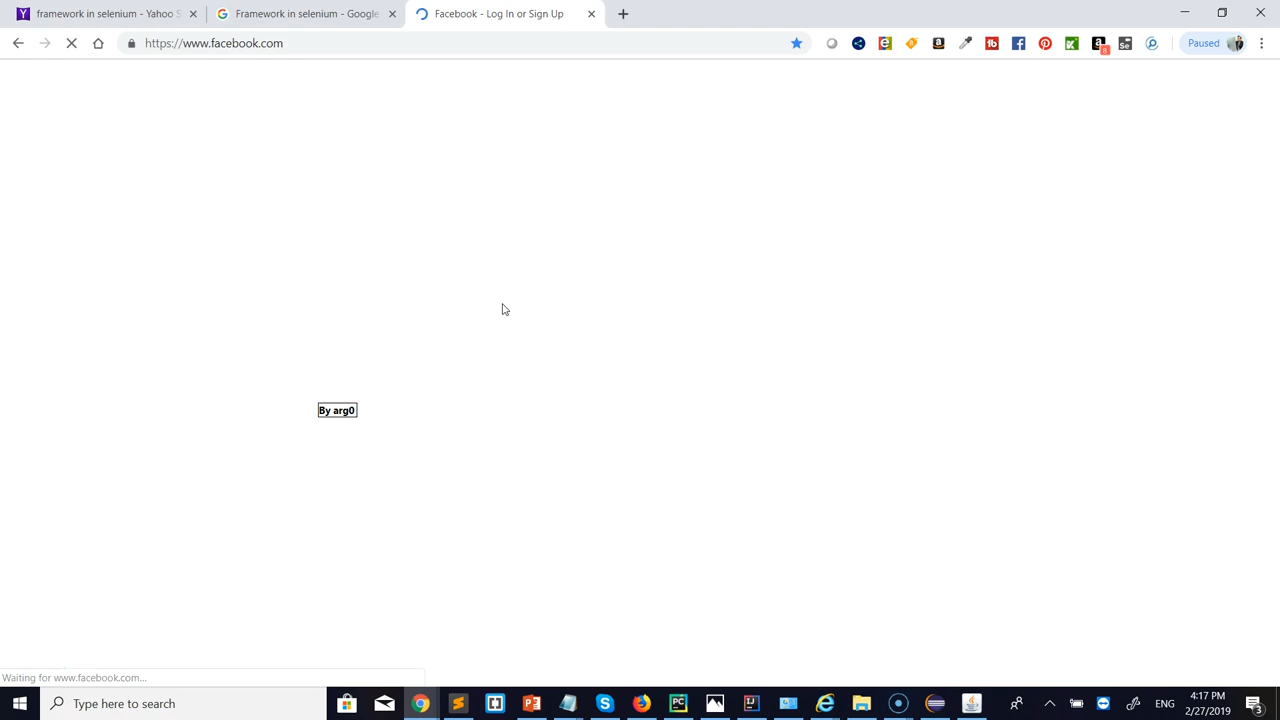 framework in selenium - Yahoo S
Framework in selenium - Google
Facebook - Log In or Sign Up
https://www.facebook.com
Paused
By arg0
Waiting for www.facebook.com...
Type here to search
ENG
4:17 PM
2/27/2019
3